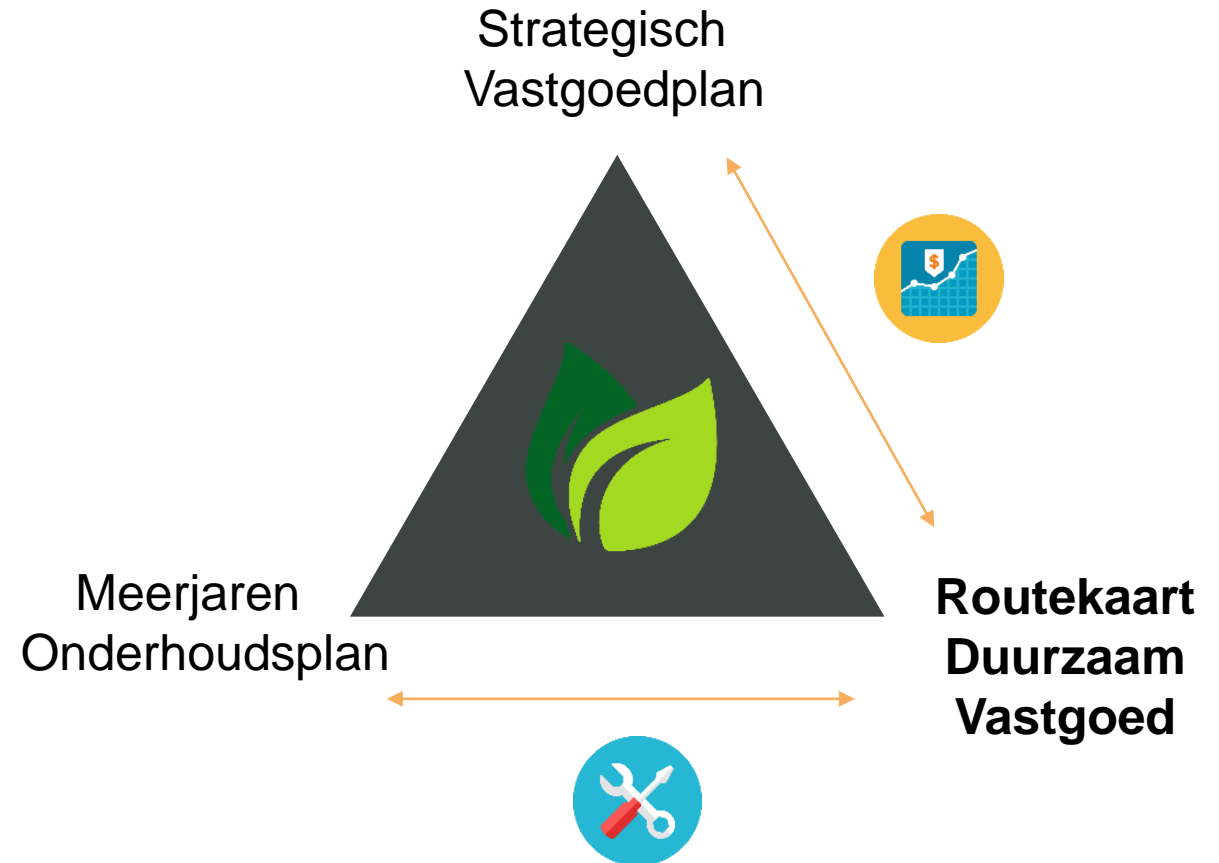 Strategisch
Vastgoedplan
$
Meerjaren
Onderhoudsplan
Routekaart
Duurzaam
Vastgoed